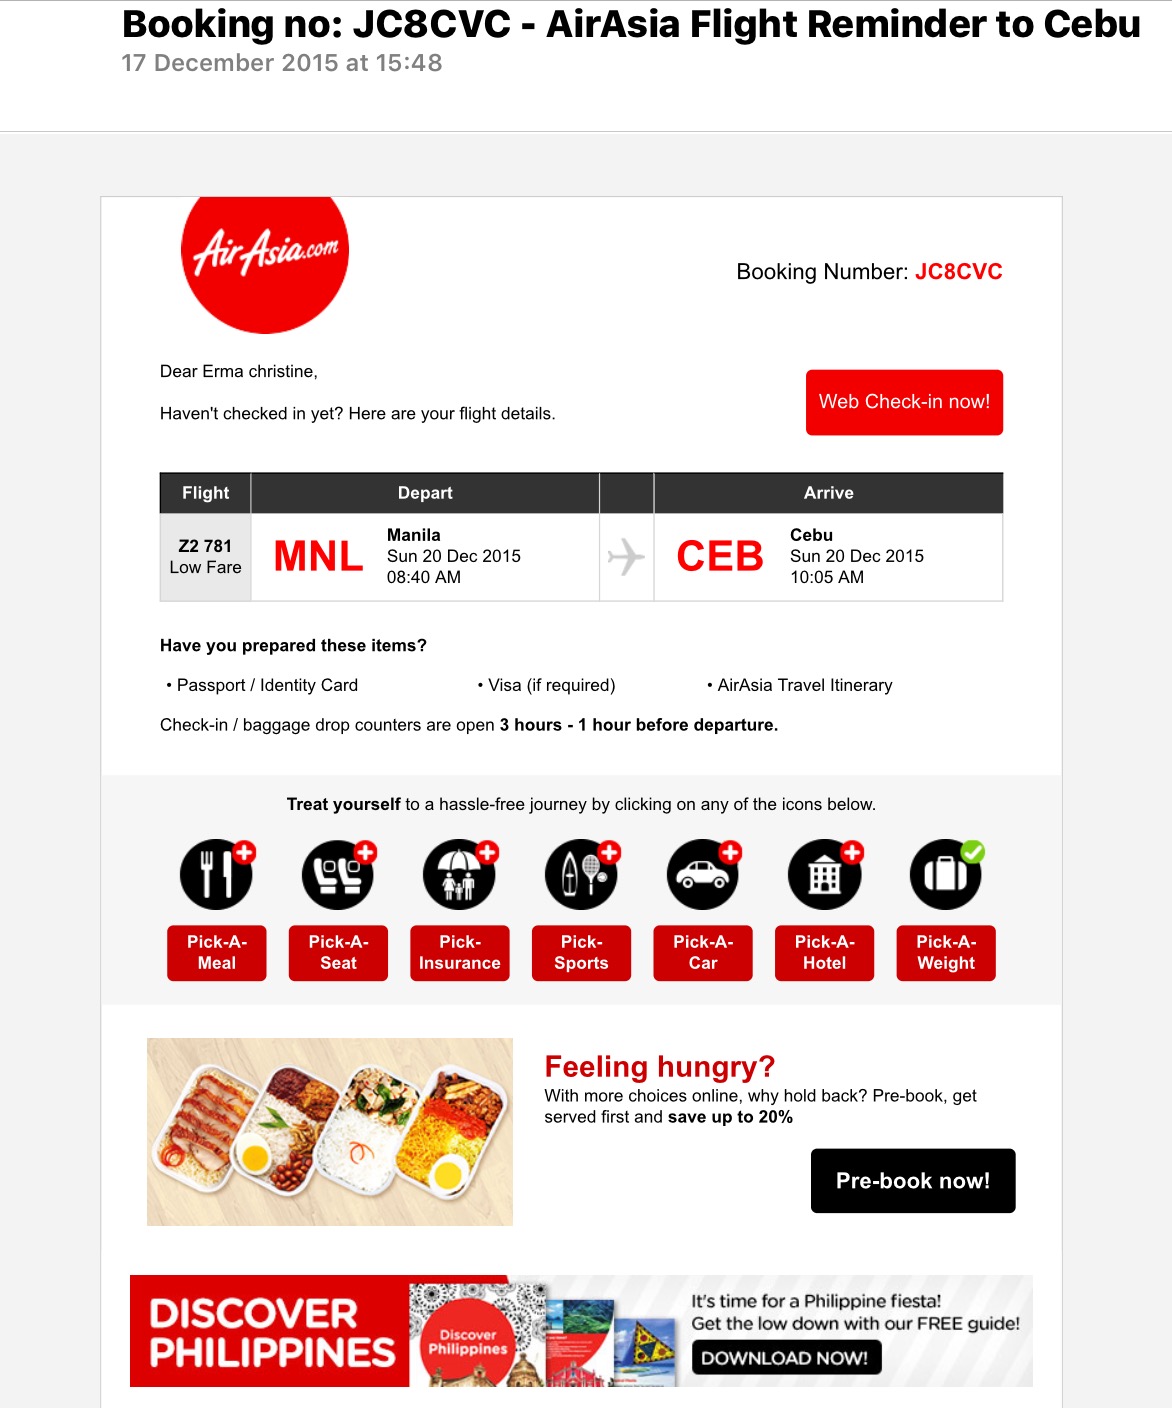 Booking no: JC8CVC - AirAsia Flight Reminder to Cebu
17 December 2015 at 15:48
AirAsia.com
Booking Number: JC8CVC
Dear Erma christine,
Haven't checked in yet? Here are your flight details.
Web Check-in now!
Flight
Depart
Arrive
Z2 781
Low Fare
MNL
Manila
Sun 20 Dec 2015
08:40 AM
CEB
Cebu
Sun 20 Dec 2015
10:05 AM
Have you prepared these items?
• Passport / Identity Card
• Visa (if required)
• AirAsia Travel Itinerary
Check-in / baggage drop counters are open 3 hours - 1 hour before departure.
Treat yourself to a hassle-free journey by clicking on any of the icons below.
Pick-A-
Meal
Pick-A-
Seat
Pick-
Insurance
Pick-
Sports
Pick-A-
Car
Pick-A-
Hotel
Pick-A-
Weight
Feeling hungry?
With more choices online, why hold back? Pre-book, get
served first and save up to 20%
Pre-book now!
DISCOVER
PHILIPPINES
Discover
Philippines
It's time for a Philippine fiesta!
Get the low down with our FREE guide!
DOWNLOAD NOW!